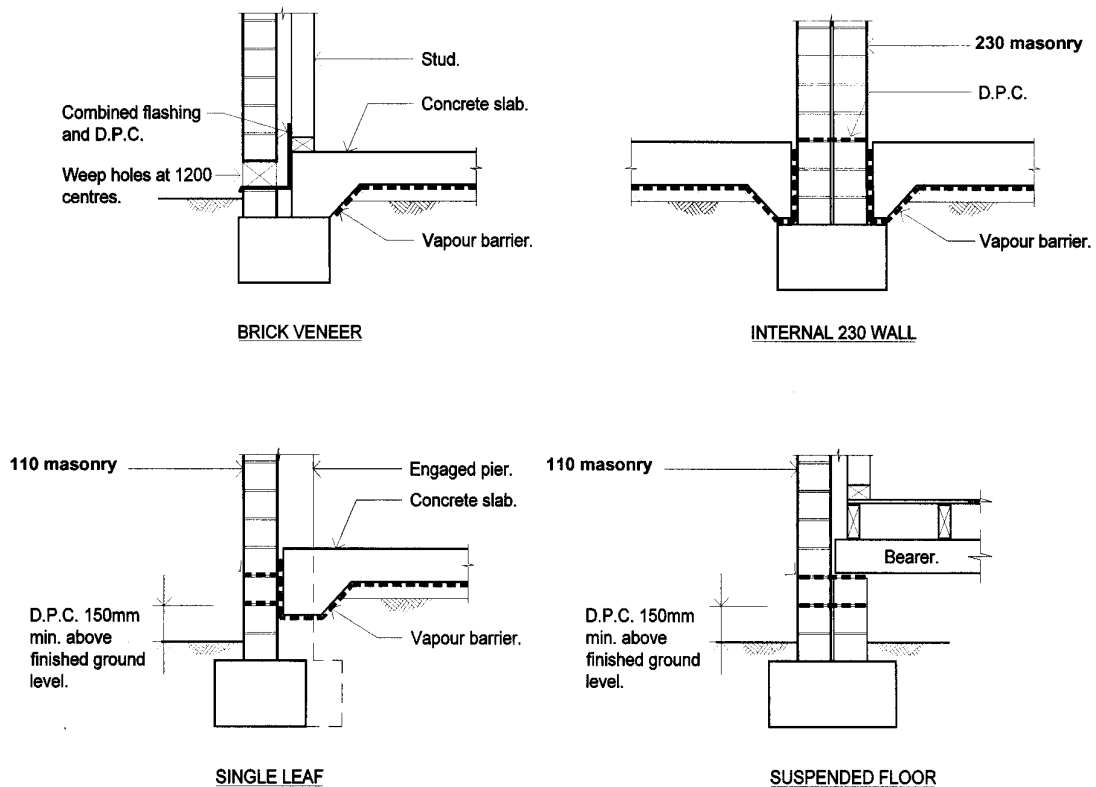 Stud.
Concrete slab.
Combined flashing
and D.P.C.
Weep holes at 1200
centres.
Vapour barrier.
BRICK VENEER
230 masonry
D.P.C.
Vapour barrier.
INTERNAL 230 WALL
110 masonry
Engaged pier.
Concrete slab.
D.P.C. 150mm
min. above
finished ground
level.
Vapour barrier.
SINGLE LEAF
110 masonry
Bearer.
D.P.C. 150mm
min. above
finished ground
level.
SUSPENDED FLOOR